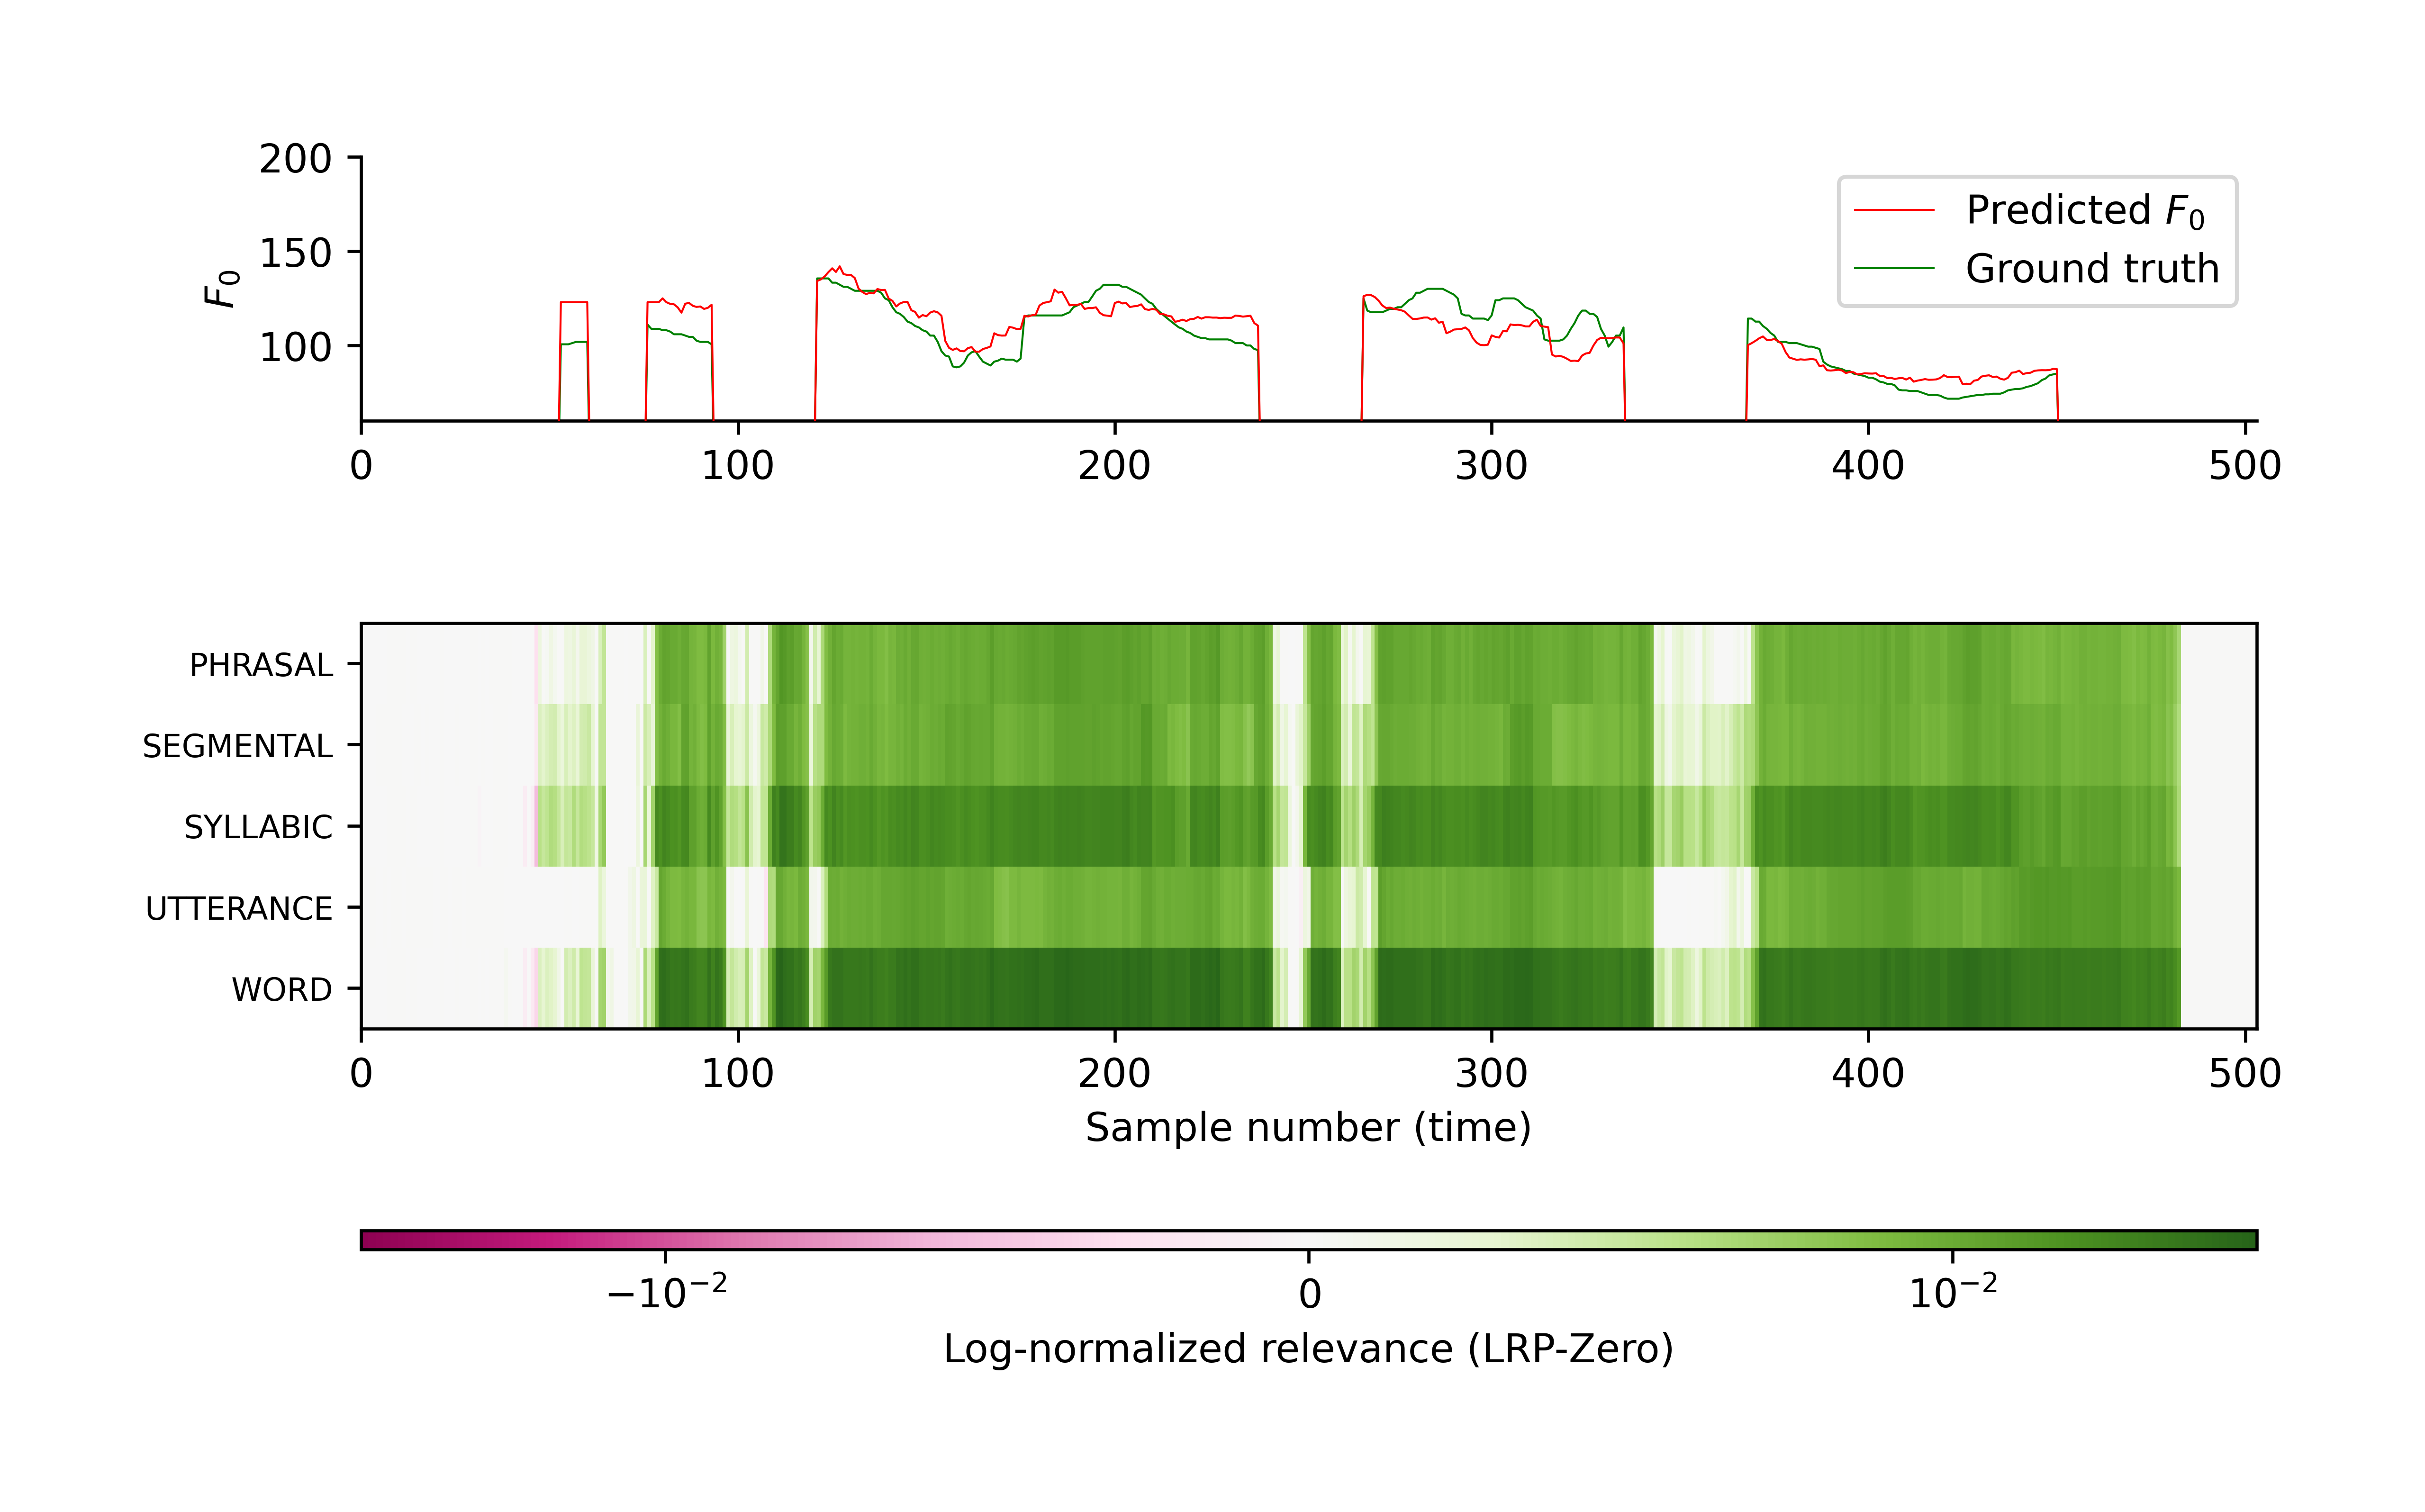 200
150
100
F₀
Predicted F₀
Ground truth
0 100 200 300 400 500
PHRASAL
SEGMENTAL
SYLLABIC
UTTERANCE
WORD
0 100 200 300 400 500
Sample number (time)
−10⁻² 0 10⁻²
Log-normalized relevance (LRP-Zero)